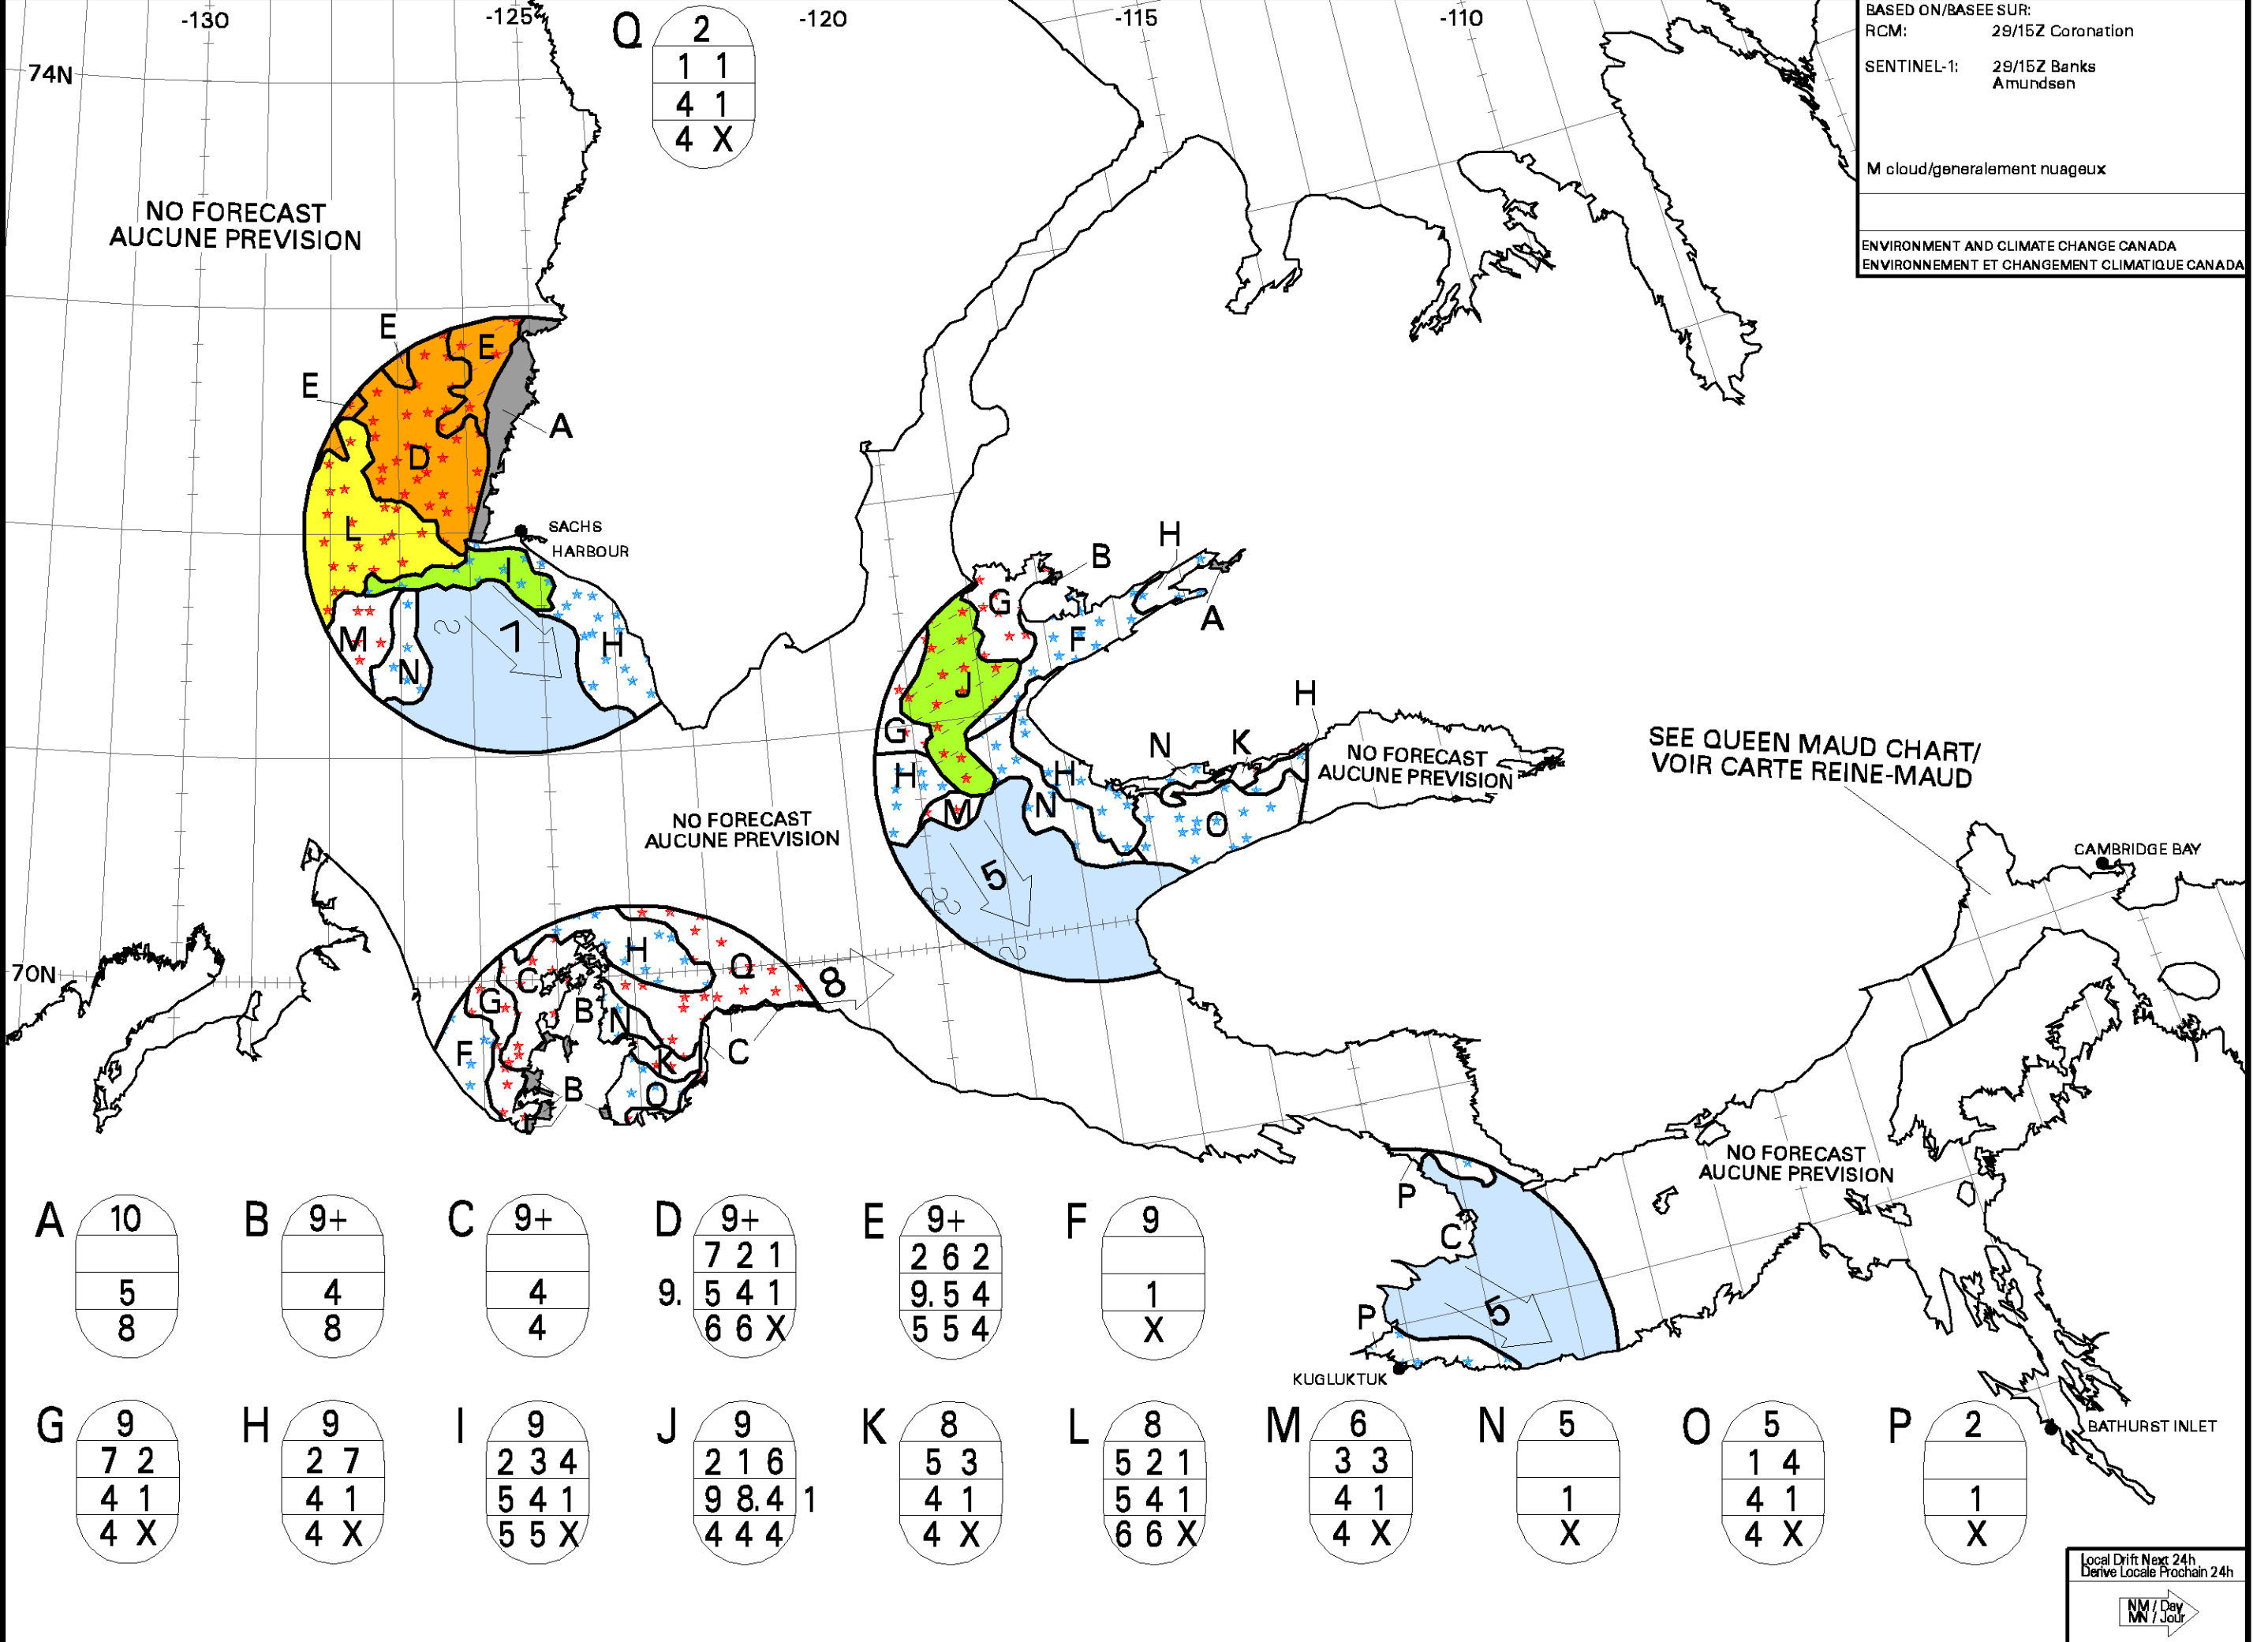 -130
-125
-120
-115
-110
Q
2
1 1
4 1
4 X
BASED ON/BASEE SUR:
RCM: 29/15Z Coronation
SENTINEL-1: 29/15Z Banks
Amundsen
M cloud/generalement nuageux
ENVIRONMENT AND CLIMATE CHANGE CANADA
ENVIRONNEMENT ET CHANGEMENT CLIMATIQUE CANADA
74N
NO FORECAST
AUCUNE PREVISION
E
E
E
A
D
L
SACHS
HARBOUR
I
M
N
2
7
H
H
B
G
F
A
J
G
H
H
H
N
K
M
N
O
NO FORECAST
AUCUNE PREVISION
SEE QUEEN MAUD CHART/
VOIR CARTE REINE-MAUD
NO FORECAST
AUCUNE PREVISION
5
22
2
CAMBRIDGE BAY
70N
H
C
Q
8
G
B
N
F
K
C
B
O
NO FORECAST
AUCUNE PREVISION
P
C
P
5
KUGLUKTUK
BATHURST INLET
A
10
5
8
B
9+
4
8
C
9+
4
4
D
9+
7 2 1
9. 5 4 1
6 6 X
E
9+
2 6 2
9. 5 4
5 5 4
F
9
1
X
G
9
7 2
4 1
4 X
H
9
2 7
4 1
4 X
I
9
2 3 4
5 4 1
5 5 X
J
9
2 1 6
9 8. 4 1
4 4 4
K
8
5 3
4 1
4 X
L
8
5 2 1
5 4 1
6 6 X
M
6
3 3
4 1
4 X
N
5
1
X
O
5
1 4
4 1
4 X
P
2
1
X
Local Drift Next 24h
Derive Locale Prochain 24h
NM / Day
MN / Jour